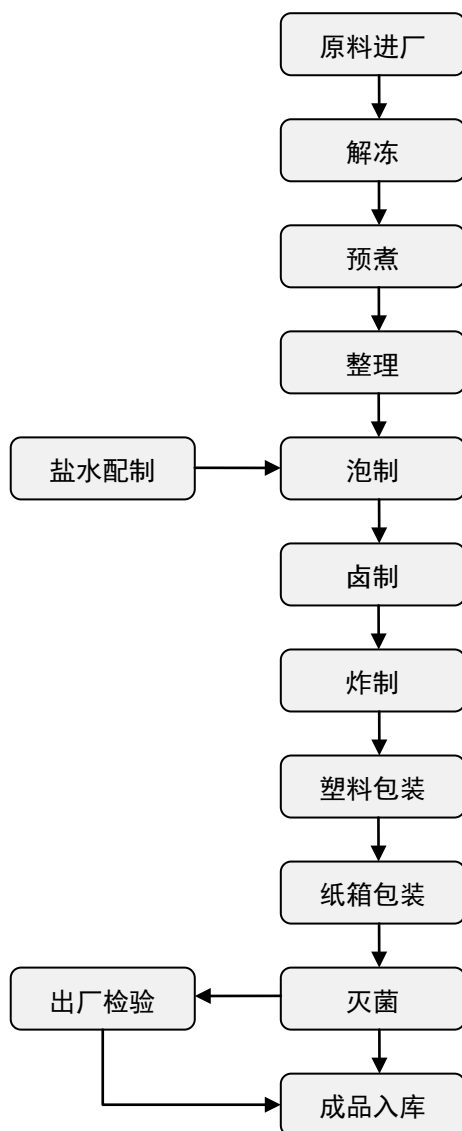 原料进厂
解冻
预煮
整理
盐水配制
泡制
卤制
炸制
塑料包装
纸箱包装
出厂检验
灭菌
成品入库